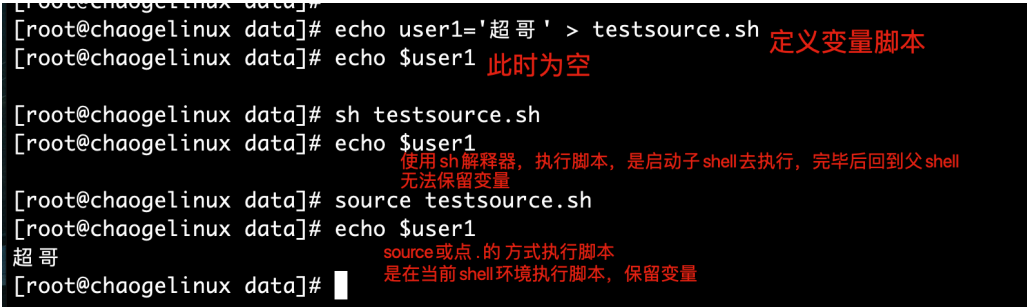 [root@chaogelinux data]#
[root@chaogelinux data]# echo user1='超哥' > testsource.sh 定义变量脚本
[root@chaogelinux data]# echo $user1 此时为空
[root@chaogelinux data]# sh testsource.sh
[root@chaogelinux data]# echo $user1
使用sh解释器，执行脚本，是启动子shell去执行，完毕后回到父shell
无法保留变量
[root@chaogelinux data]# source testsource.sh
[root@chaogelinux data]# echo $user1
超哥
source或点.的 方式执行脚本
是在当前shell环境执行脚本，保留变量
[root@chaogelinux data]#